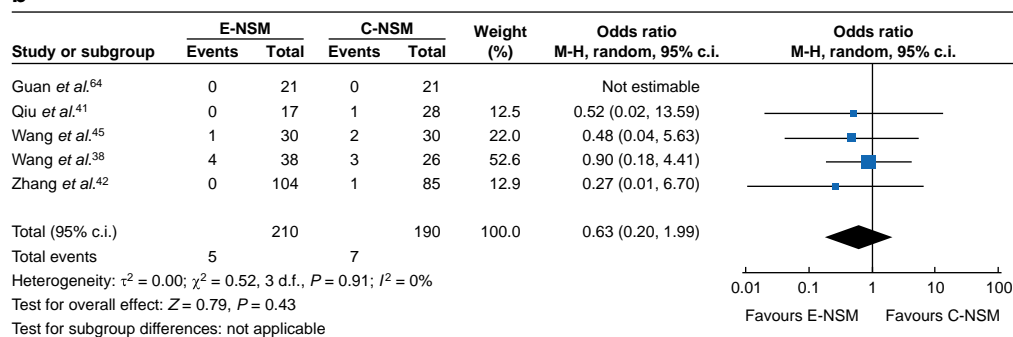 b
E-NSM C-NSM Weight Odds ratio Odds ratio
Study or subgroup Events Total Events Total (%) M-H, random, 95% c.i. M-H, random, 95% c.i.
Guan et al.64 0 21 0 21 Not estimable
Qiu et al.41 0 17 1 28 12.5 0.52 (0.02, 13.59)
Wang et al.45 1 30 2 30 22.0 0.48 (0.04, 5.63)
Wang et al.38 4 38 3 26 52.6 0.90 (0.18, 4.41)
Zhang et al.42 0 104 1 85 12.9 0.27 (0.01, 6.70)
Total (95% c.i.) 210 190 100.0 0.63 (0.20, 1.99)
Total events 5 7
Heterogeneity: τ2 = 0.00; χ2 = 0.52, 3 d.f., P = 0.91; I2 = 0%
Test for overall effect: Z = 0.79, P = 0.43
Test for subgroup differences: not applicable
0.01 0.1 1 10 100
Favours E-NSM Favours C-NSM